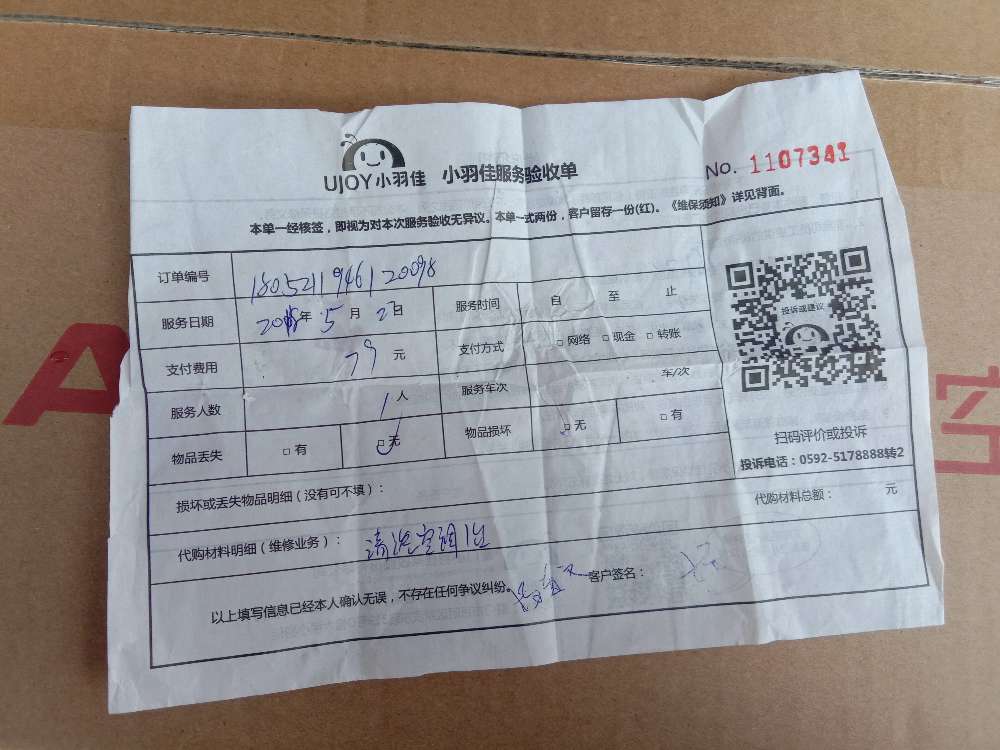 UJOY小羽佳 小羽佳服务验收单 No. 1107341
本单一经核签，即视为对本次服务验收无异议。本单一式两份，客户留存一份(红)。《维保须知》详见背面。
订单编号 1805211946120098
服务日期 年 5 月 2 日 服务时间 自 至 止
支付费用 79 元 支付方式 □ 网络 □ 现金 □ 转账
服务人数 1 人 服务车次 车/次
物品丢失 □ 有 □ 无 物品损坏 □ 无 □ 有
投诉或建议
扫码评价或投诉
投诉电话：0592-5178888转2
损坏或丢失物品明细（没有可不填）：
代购材料总额： 元
代购材料明细（维修业务）： 清洗空调1台
以上填写信息已经本人确认无误，不存在任何争议纠纷。 客户签名：
A
空